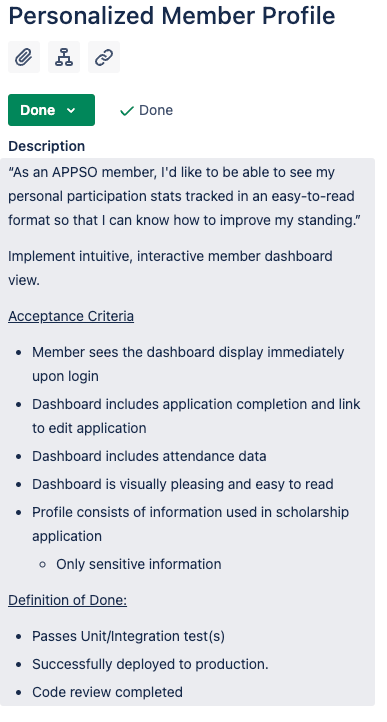 Personalized Member Profile
Done
Done
Description
“As an APPSO member, I'd like to be able to see my
personal participation stats tracked in an easy-to-read
format so that I can know how to improve my standing.”
Implement intuitive, interactive member dashboard
view.
Acceptance Criteria
• Member sees the dashboard display immediately
upon login
• Dashboard includes application completion and link
to edit application
• Dashboard includes attendance data
• Dashboard is visually pleasing and easy to read
• Profile consists of information used in scholarship
application
◦ Only sensitive information
Definition of Done:
• Passes Unit/Integration test(s)
• Successfully deployed to production.
• Code review completed